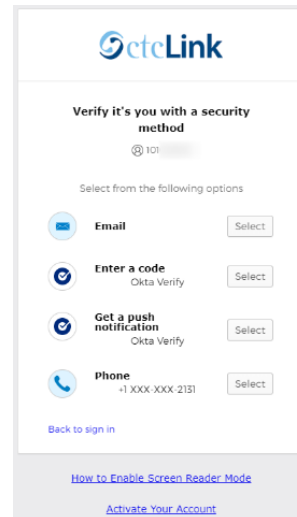 ctcLink
Verify it's you with a security
method
101
Select from the following options
Email
Select
Enter a code
Okta Verify
Select
Get a push
notification
Okta Verify
Select
Phone
+1 XXX-XXX-2131
Select
Back to sign in
How to Enable Screen Reader Mode
Activate Your Account